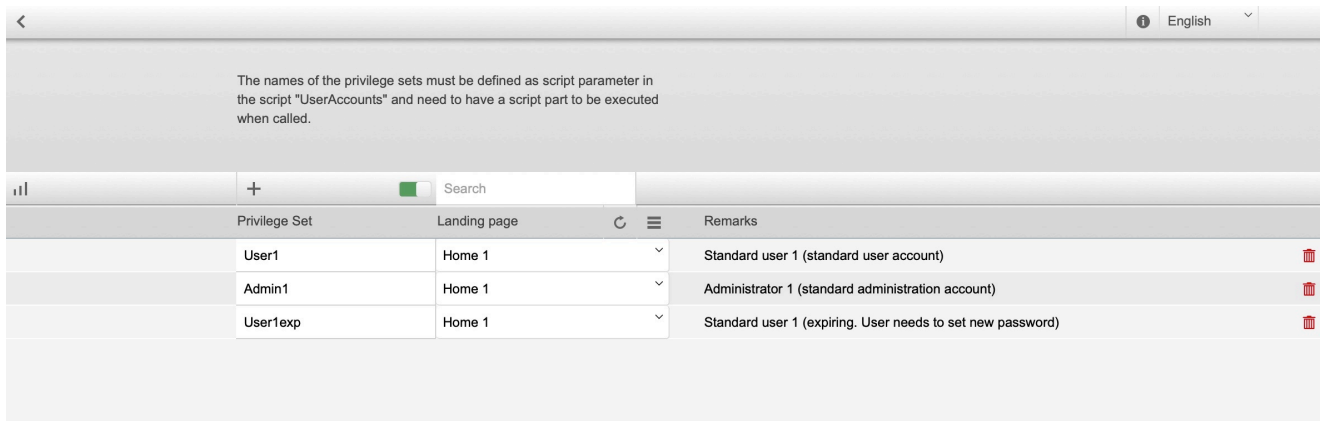 English
The names of the privilege sets must be defined as script parameter in
the script "UserAccounts" and need to have a script part to be executed
when called.
Search
Privilege Set Landing page Remarks
User1 Home 1 Standard user 1 (standard user account)
Admin1 Home 1 Administrator 1 (standard administration account)
User1exp Home 1 Standard user 1 (expiring. User needs to set new password)